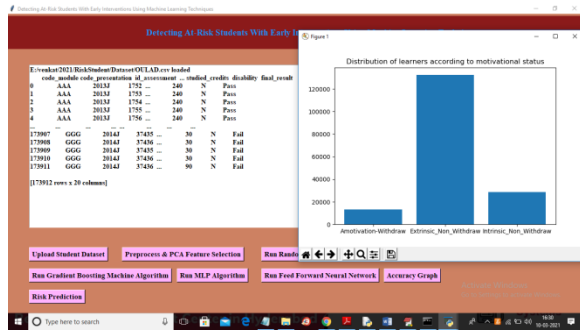 Detecting At Risk Students With Early Interventions Using Machine Learning Techniques
Detecting At-Risk Students With Early In
E:/venkat/2021/RiskStudent/Dataset/OULAD.csv loaded
code_module code_presentation id_assessment ... studied_credits disability final_result
0 AAA 2013J 1752 ... 240 N Pass
1 AAA 2013J 1753 ... 240 N Pass
2 AAA 2013J 1754 ... 240 N Pass
3 AAA 2013J 1755 ... 240 N Pass
4 AAA 2013J 1756 ... 240 N Pass
... ... ... ... ... ... ... ...
173907 GGG 2014J 37435 ... 30 N Fail
173908 GGG 2014J 37436 ... 30 N Fail
173909 GGG 2014J 37435 ... 30 N Fail
173910 GGG 2014J 37436 ... 30 N Fail
173911 GGG 2014J 37436 ... 90 N Fail
[173912 rows x 20 columns]
Figure 1
Distribution of learners according to motivational status
120000
100000
80000
60000
40000
20000
0
Amotivation-Withdraw Extrinsic_Non_Withdraw Intrinsic_Non_Withdraw
Upload Student Dataset
Preprocess & PCA Feature Selection
Run Rando
Run Gradient Boosting Machine Algorithm
Run MLP Algorithm
Run Feed Forward Neural Network
Accuracy Graph
Risk Prediction
Type here to search
16:30
10-03-2021